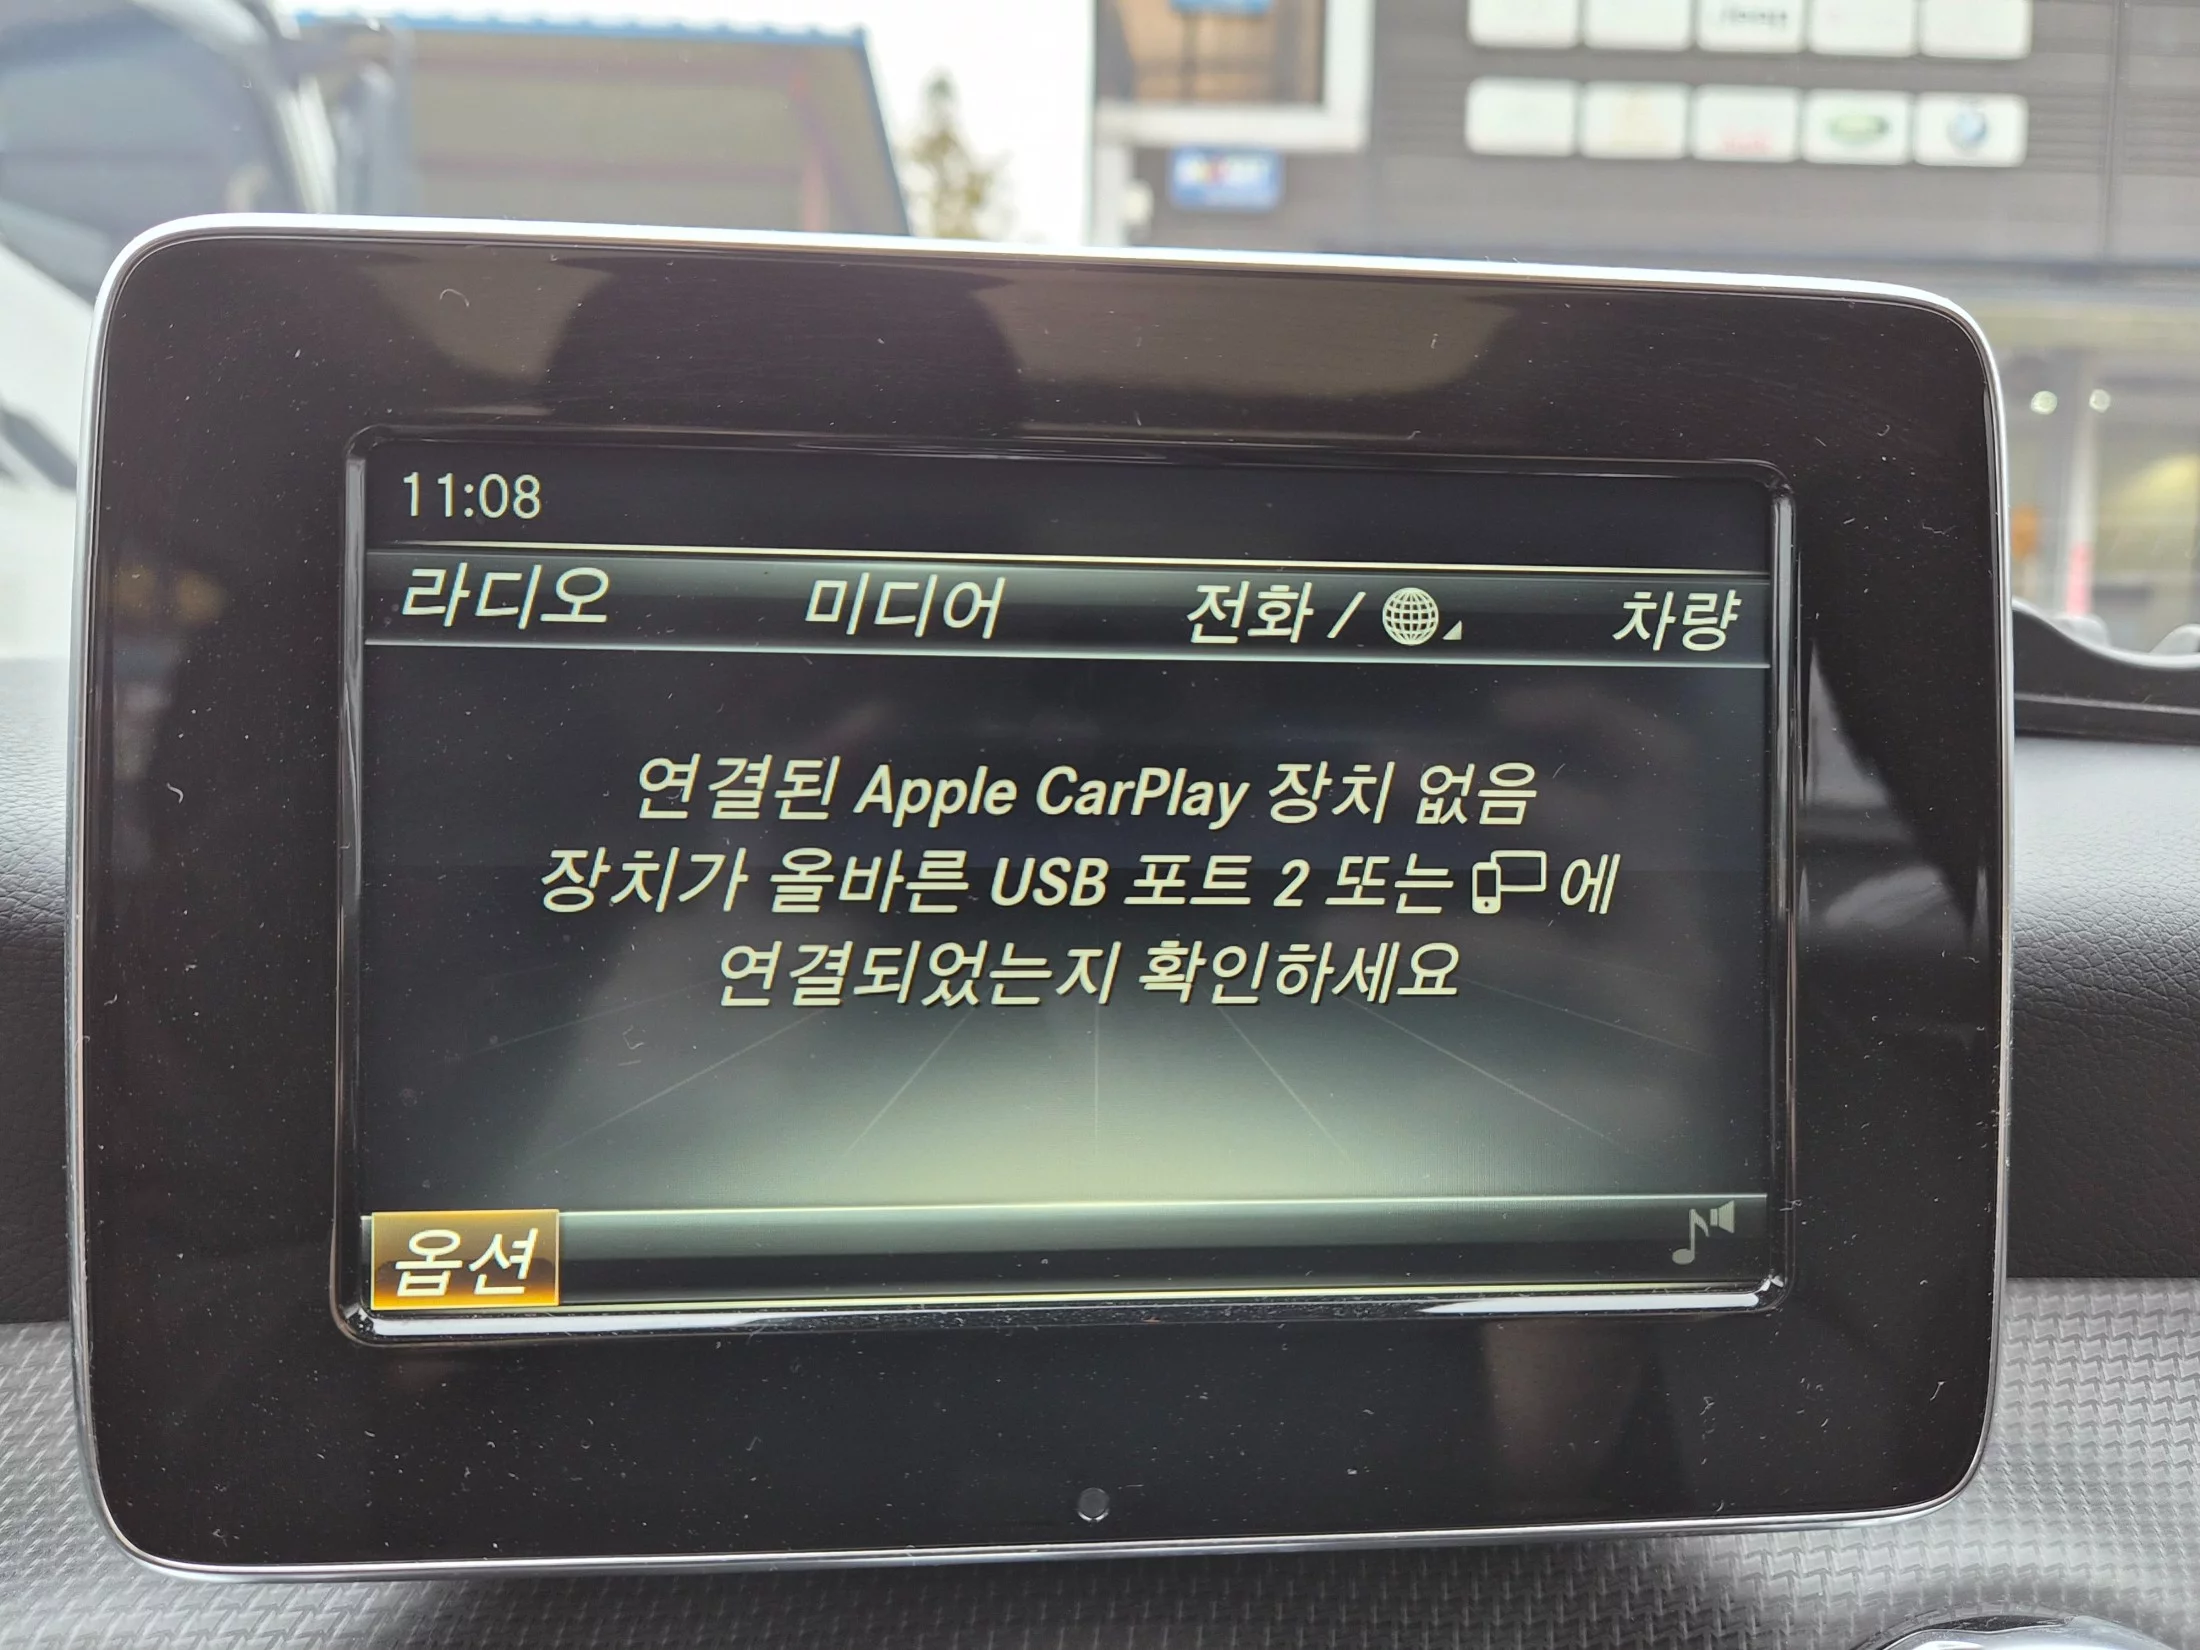 11:08
라디오 미디어 전화 / 차량
연결된 Apple CarPlay 장치 없음
장치가 올바른 USB 포트 2 또는 에
연결되었는지 확인하세요
옵션